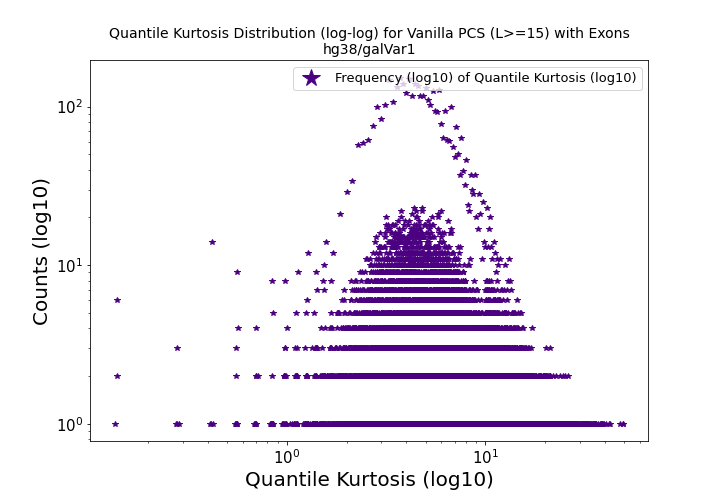 Quantile Kurtosis Distribution (log-log) for Vanilla PCS (L>=15) with Exons
hg38/galVar1
Frequency (log10) of Quantile Kurtosis (log10)
Counts (log10)
10²
10¹
10⁰
10⁰ 10¹
Quantile Kurtosis (log10)